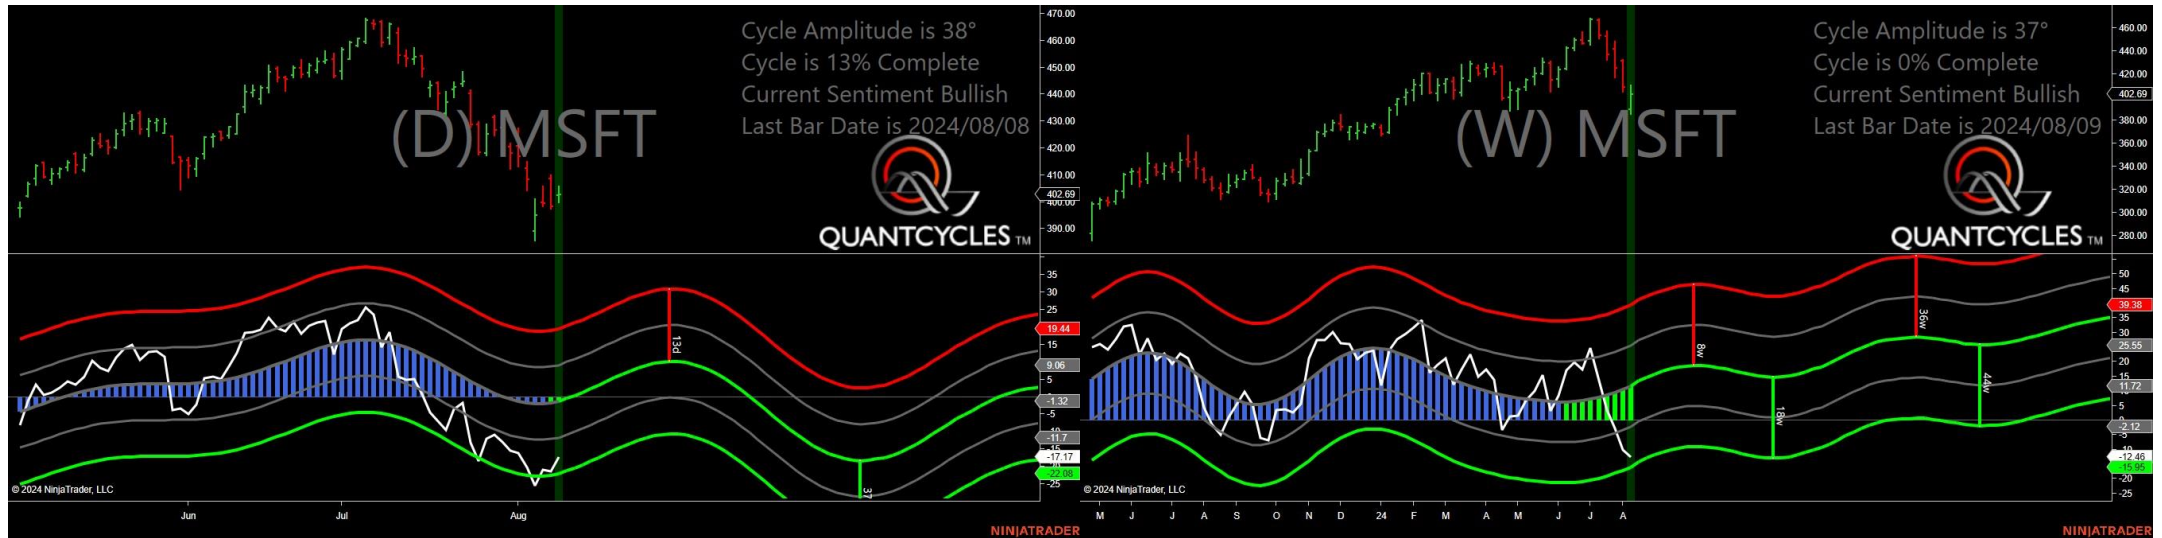 Cycle Amplitude is 38°
Cycle is 13% Complete
Current Sentiment Bullish
Last Bar Date is 2024/08/08
(D) MSFT
QUANTCYCLES TM
470.00
460.00
450.00
440.00
430.00
420.00
410.00
402.69
400.00
390.00
35
30
25
19.44
15
9.06
5
-1.32
-5
-11.7
-17.17
-22.08
-25
13d
37
© 2024 NinjaTrader, LLC
Jun
Jul
Aug
NINJATRADER
Cycle Amplitude is 37°
Cycle is 0% Complete
Current Sentiment Bullish
Last Bar Date is 2024/08/09
(W) MSFT
QUANTCYCLES TM
460.00
440.00
420.00
402.69
380.00
360.00
340.00
320.00
300.00
280.00
50
45
39.38
35
30
25.55
20
15
11.72
5
-2.12
-5
-12.46
-15.95
-20
-25
8w
18w
36w
44w
© 2024 NinjaTrader, LLC
M J J A S O N D 24 F M A M J J A
NINJATRADER